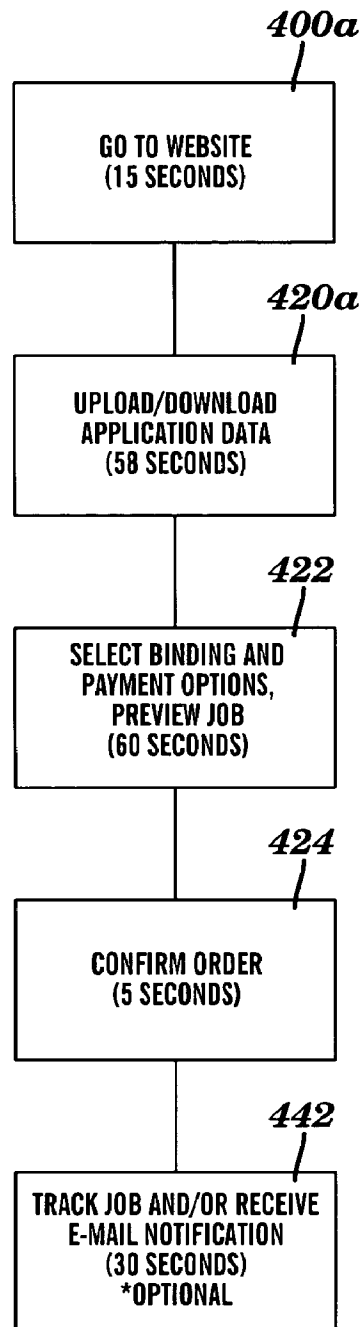 400a
GO TO WEBSITE
(15 SECONDS)
420a
UPLOAD/DOWNLOAD
APPLICATION DATA
(58 SECONDS)
422
SELECT BINDING AND
PAYMENT OPTIONS,
PREVIEW JOB
(60 SECONDS)
424
CONFIRM ORDER
(5 SECONDS)
442
TRACK JOB AND/OR RECEIVE
E-MAIL NOTIFICATION
(30 SECONDS)
*OPTIONAL